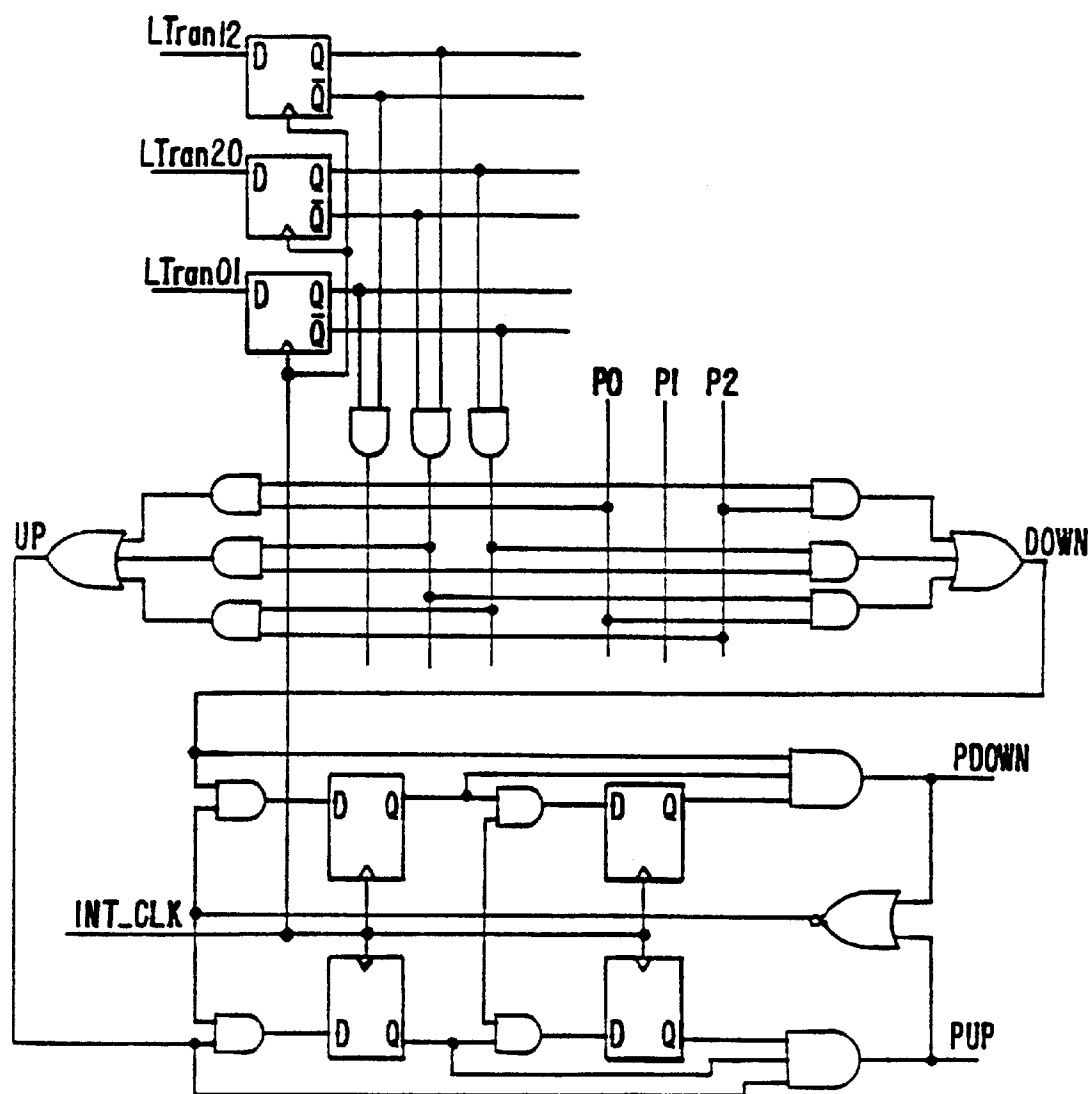 LTran12
D Q
Q̅
LTran20
D Q
Q̅
LTran01
D Q
Q̅
P0 P1 P2
UP
DOWN
PDOWN
D Q
D Q
INT_CLK
D Q
D Q
PUP